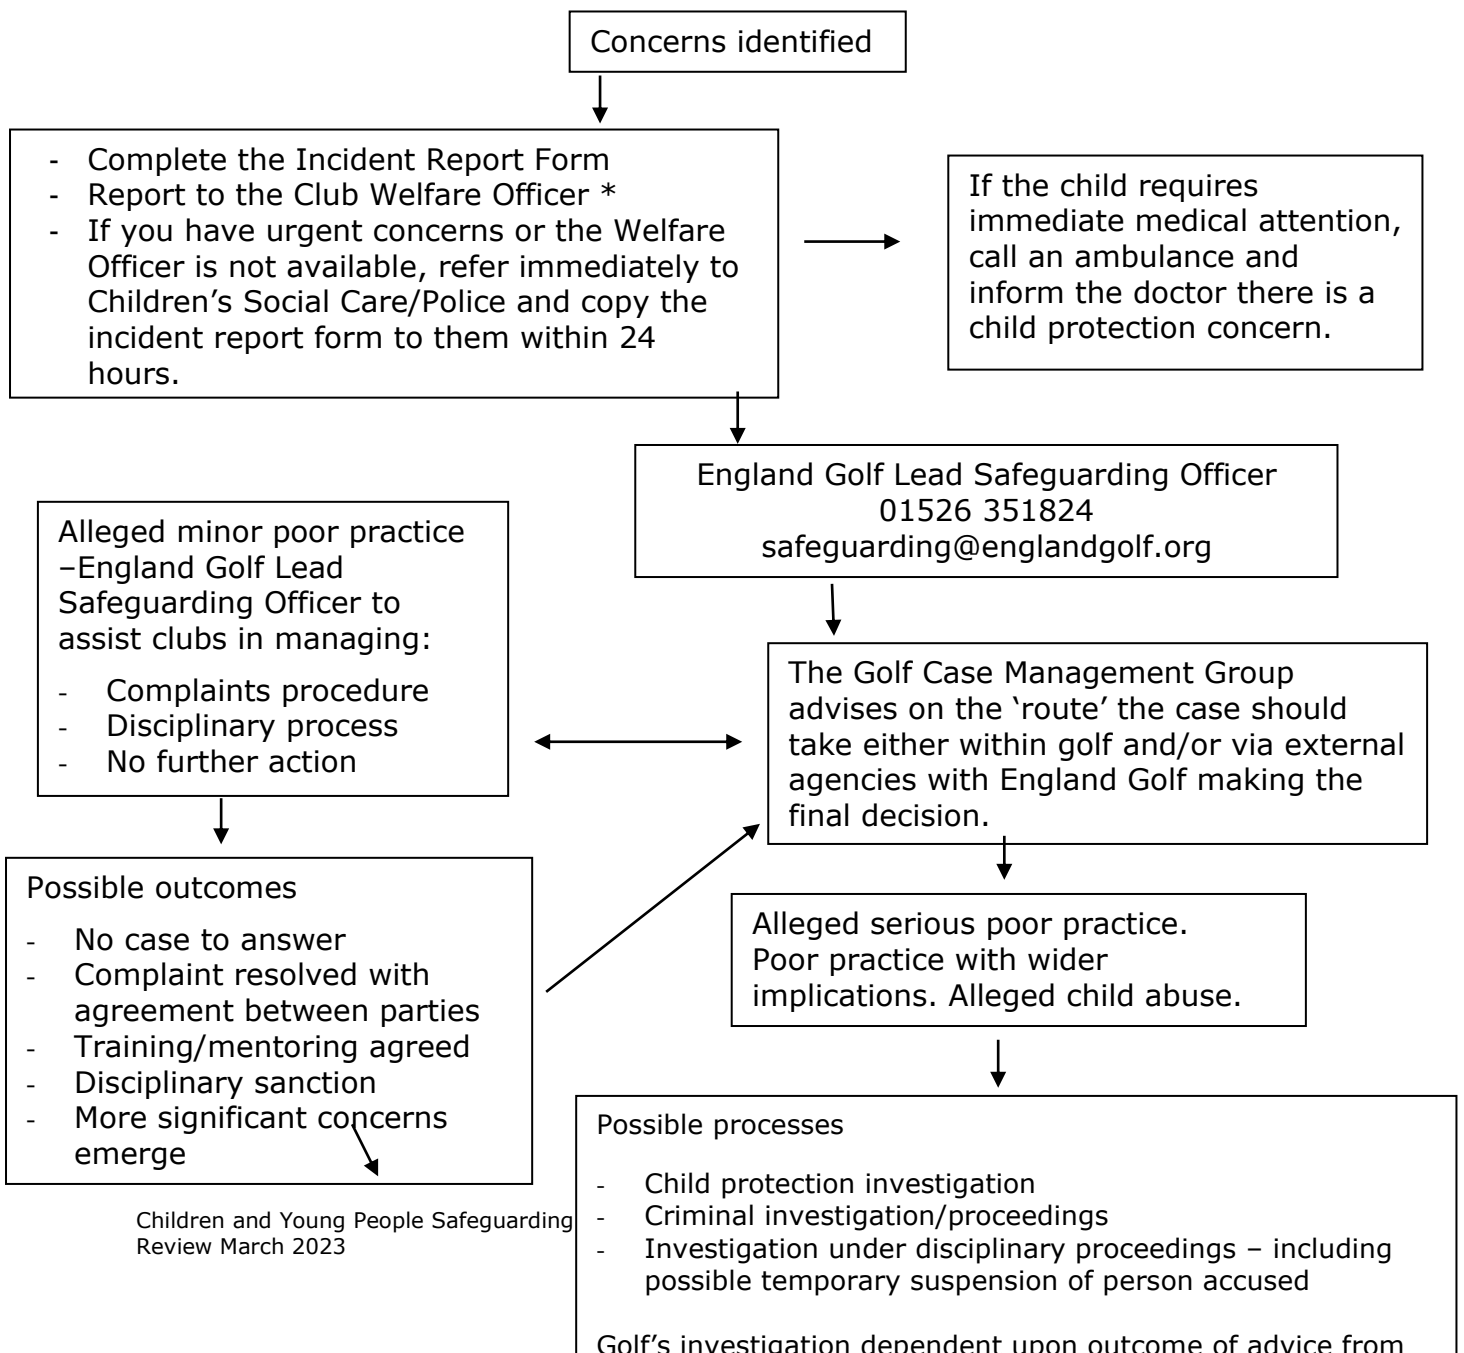 Concerns identified
- Complete the Incident Report Form
- Report to the Club Welfare Officer *
- If you have urgent concerns or the Welfare
Officer is not available, refer immediately to
Children’s Social Care/Police and copy the
incident report form to them within 24
hours.
If the child requires
immediate medical attention,
call an ambulance and
inform the doctor there is a
child protection concern.
England Golf Lead Safeguarding Officer
01526 351824
safeguarding@englandgolf.org
Alleged minor poor practice
–England Golf Lead
Safeguarding Officer to
assist clubs in managing:
- Complaints procedure
- Disciplinary process
- No further action
The Golf Case Management Group
advises on the ‘route’ the case should
take either within golf and/or via external
agencies with England Golf making the
final decision.
Possible outcomes
- No case to answer
- Complaint resolved with
agreement between parties
- Training/mentoring agreed
- Disciplinary sanction
- More significant concerns
emerge
Alleged serious poor practice.
Poor practice with wider
implications. Alleged child abuse.
Possible processes
- Child protection investigation
- Criminal investigation/proceedings
- Investigation under disciplinary proceedings – including
possible temporary suspension of person accused
Golf’s investigation dependent upon outcome of advice from
Children and Young People Safeguarding
Review March 2023